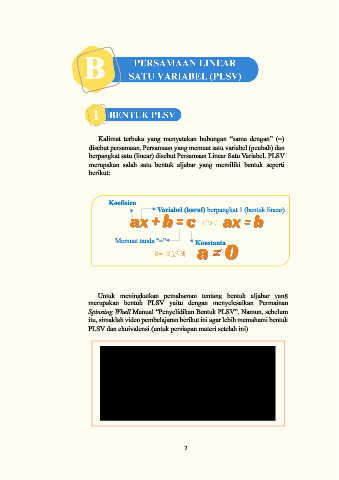 B
PERSAMAAN LINEAR
SATU VARIABEL (PLSV)
1 BENTUK PLSV
Kalimat terbuka yang menyatakan hubungan “sama dengan” (=)
disebut persamaan. Persamaan yang memuat satu variabel (peubah) dan
berpangkat satu (linear) disebut Persamaan Linear Satu Variabel. PLSV
merupakan salah satu bentuk aljabar yang memiliki bentuk seperti
berikut:
Koefisien
Variabel (huruf) berpangkat 1 (bentuk linear)
ax + b = c ax = b
Memuat tanda “=”
Konstanta
a ≠ 0
Untuk meningkatkan pemahaman tentang bentuk aljabar yang
merupakan bentuk PLSV yaitu dengan menyelesaikan Permainan
Spinning Whell Manual “Penyelidikan Bentuk PLSV”. Namun, sebelum
itu, simaklah video pembelajaran berikut ini agar lebih memahami bentuk
PLSV dan ekuivalensi (untuk persiapan materi setelah ini)
7